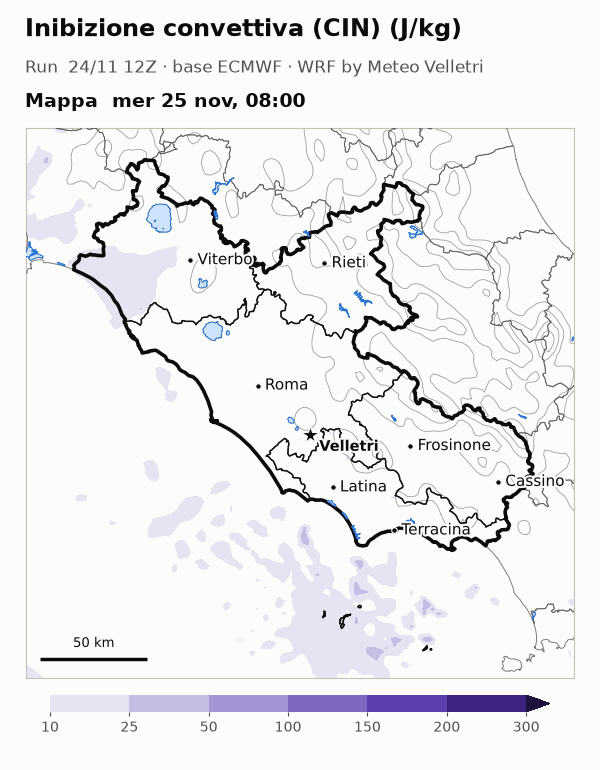 Inibizione convettiva (CIN) (J/kg)
Run  24/11 12Z · base ECMWF · WRF by Meteo Velletri
Mappa  mer 25 nov, 08:00
Viterbo
Rieti
Roma
Velletri
Frosinone
Cassino
Latina
Terracina
50 km
10 25 50 100 150 200 300